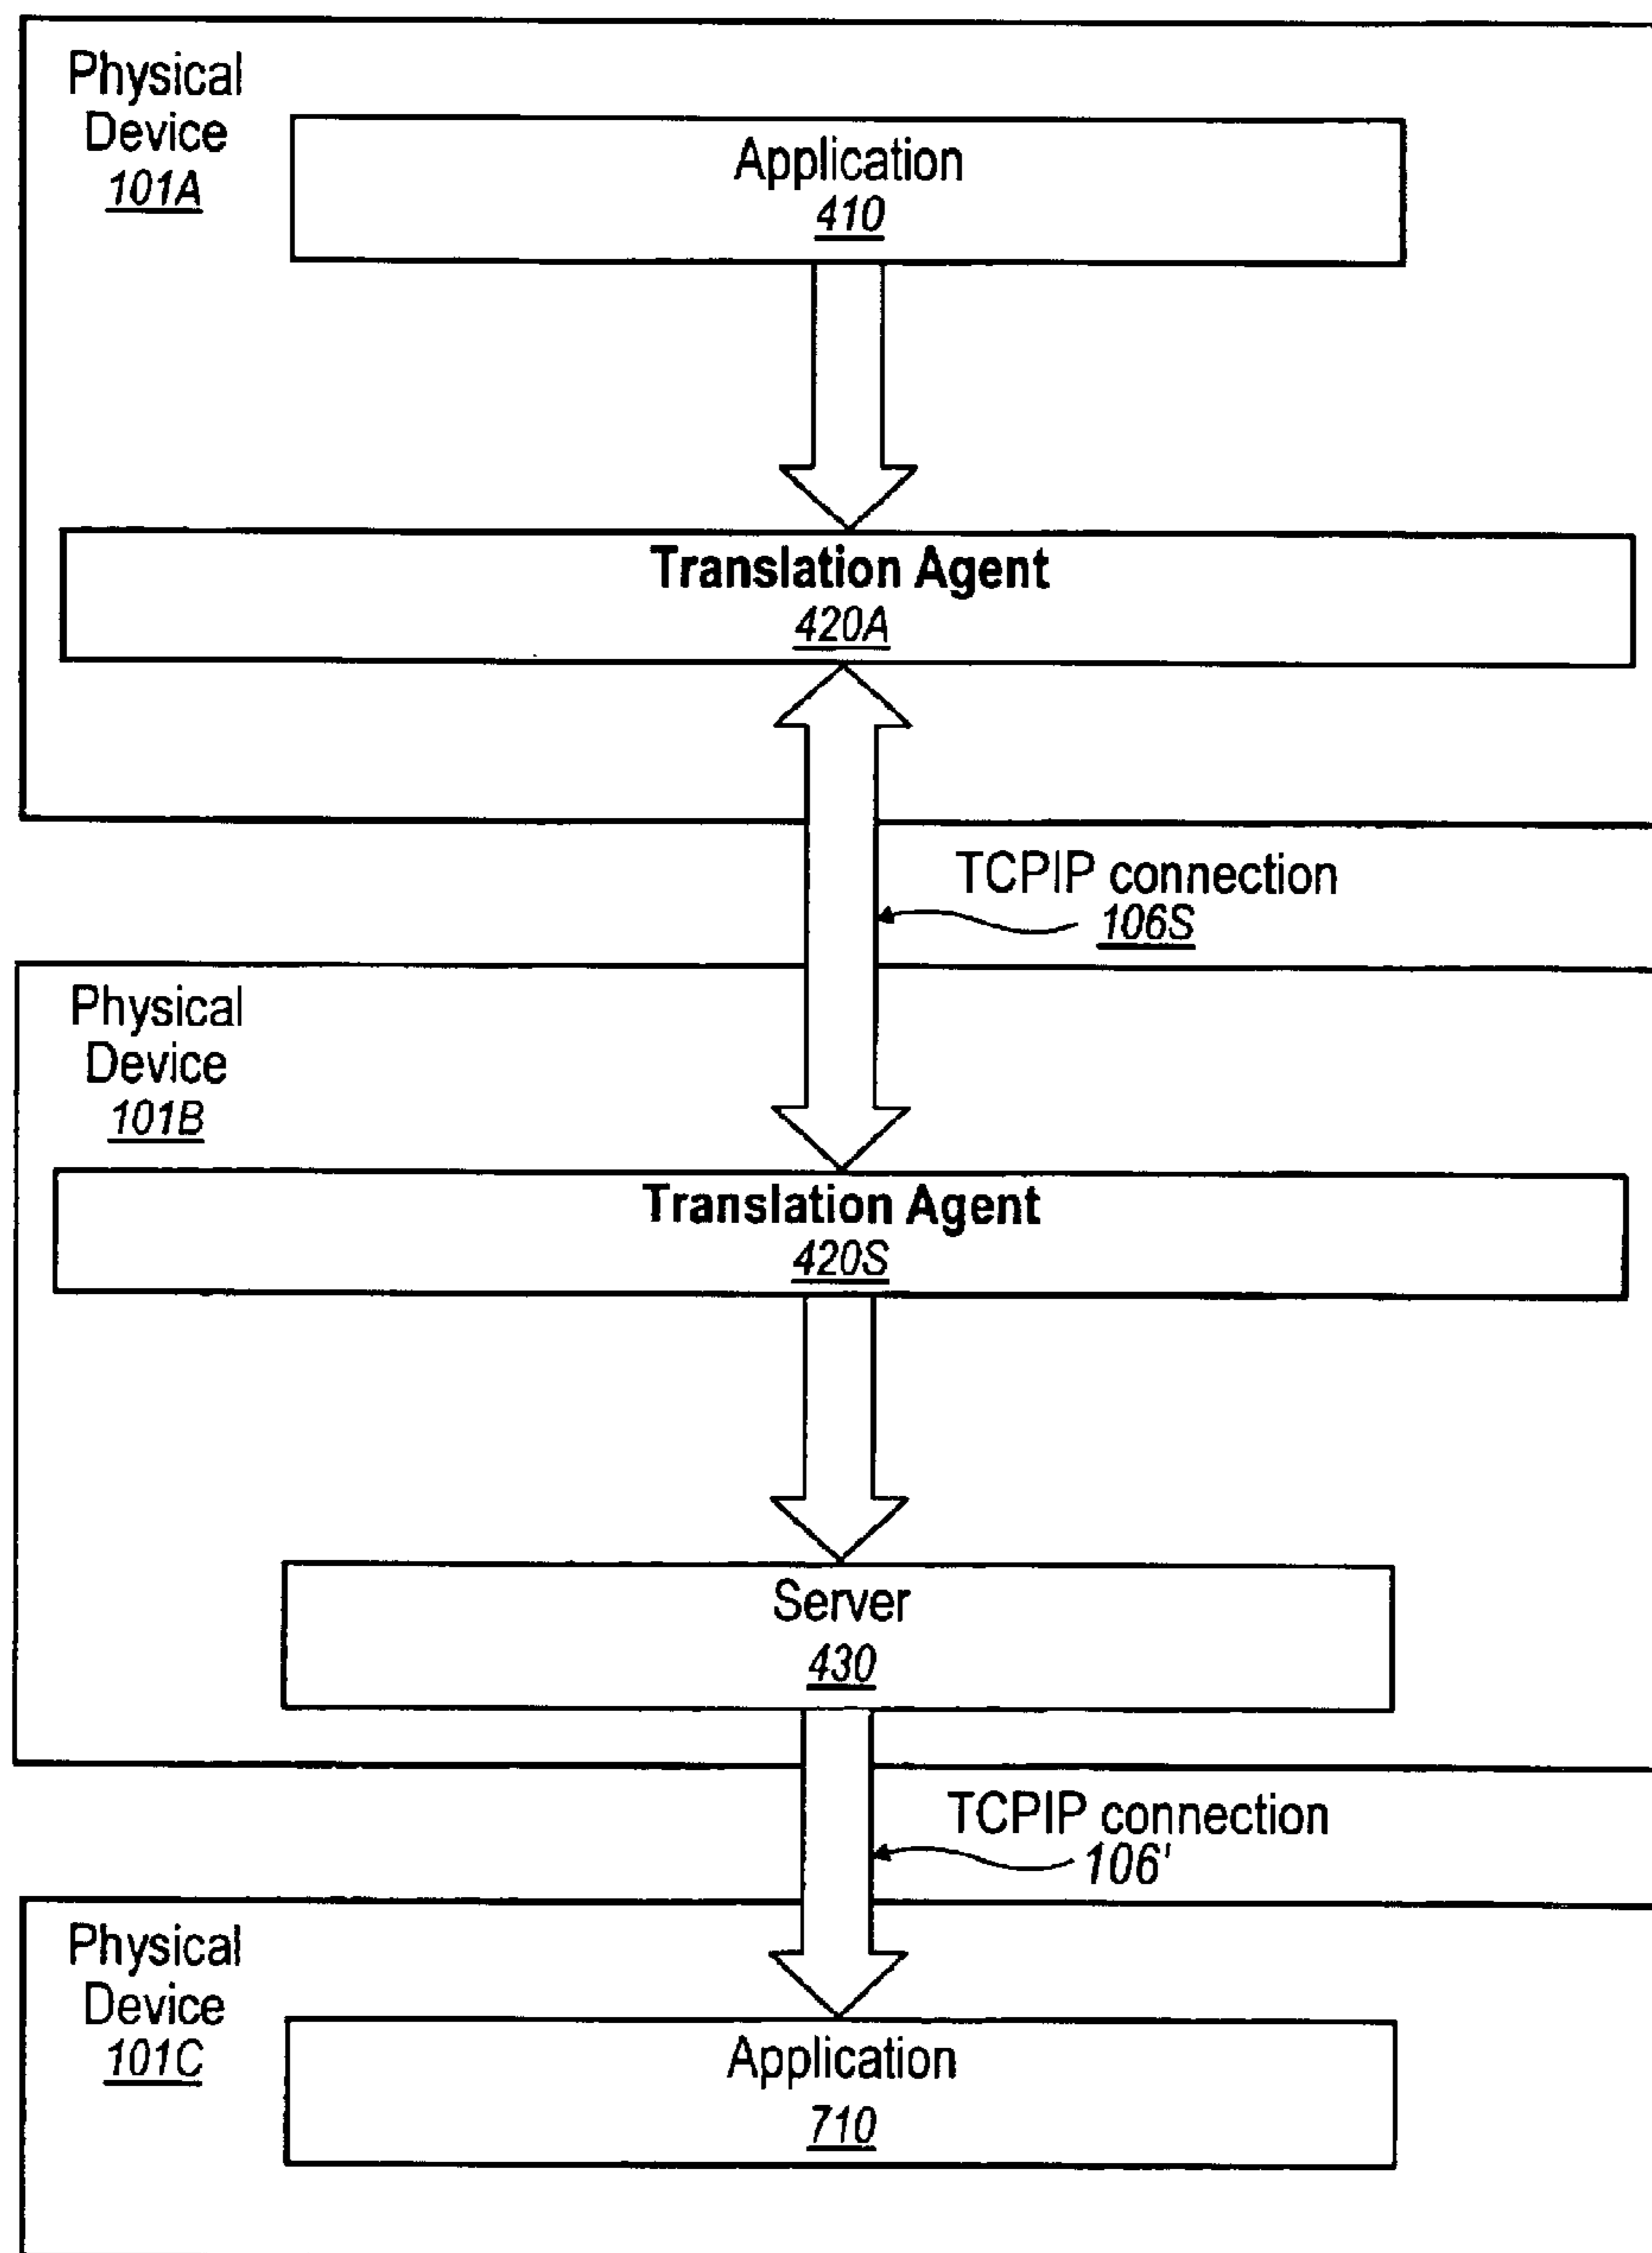 Physical
Device
101A
Application
410
Translation Agent
420A
TCPIP connection
106S
Physical
Device
101B
Translation Agent
420S
Server
430
TCPIP connection
106'
Physical
Device
101C
Application
710